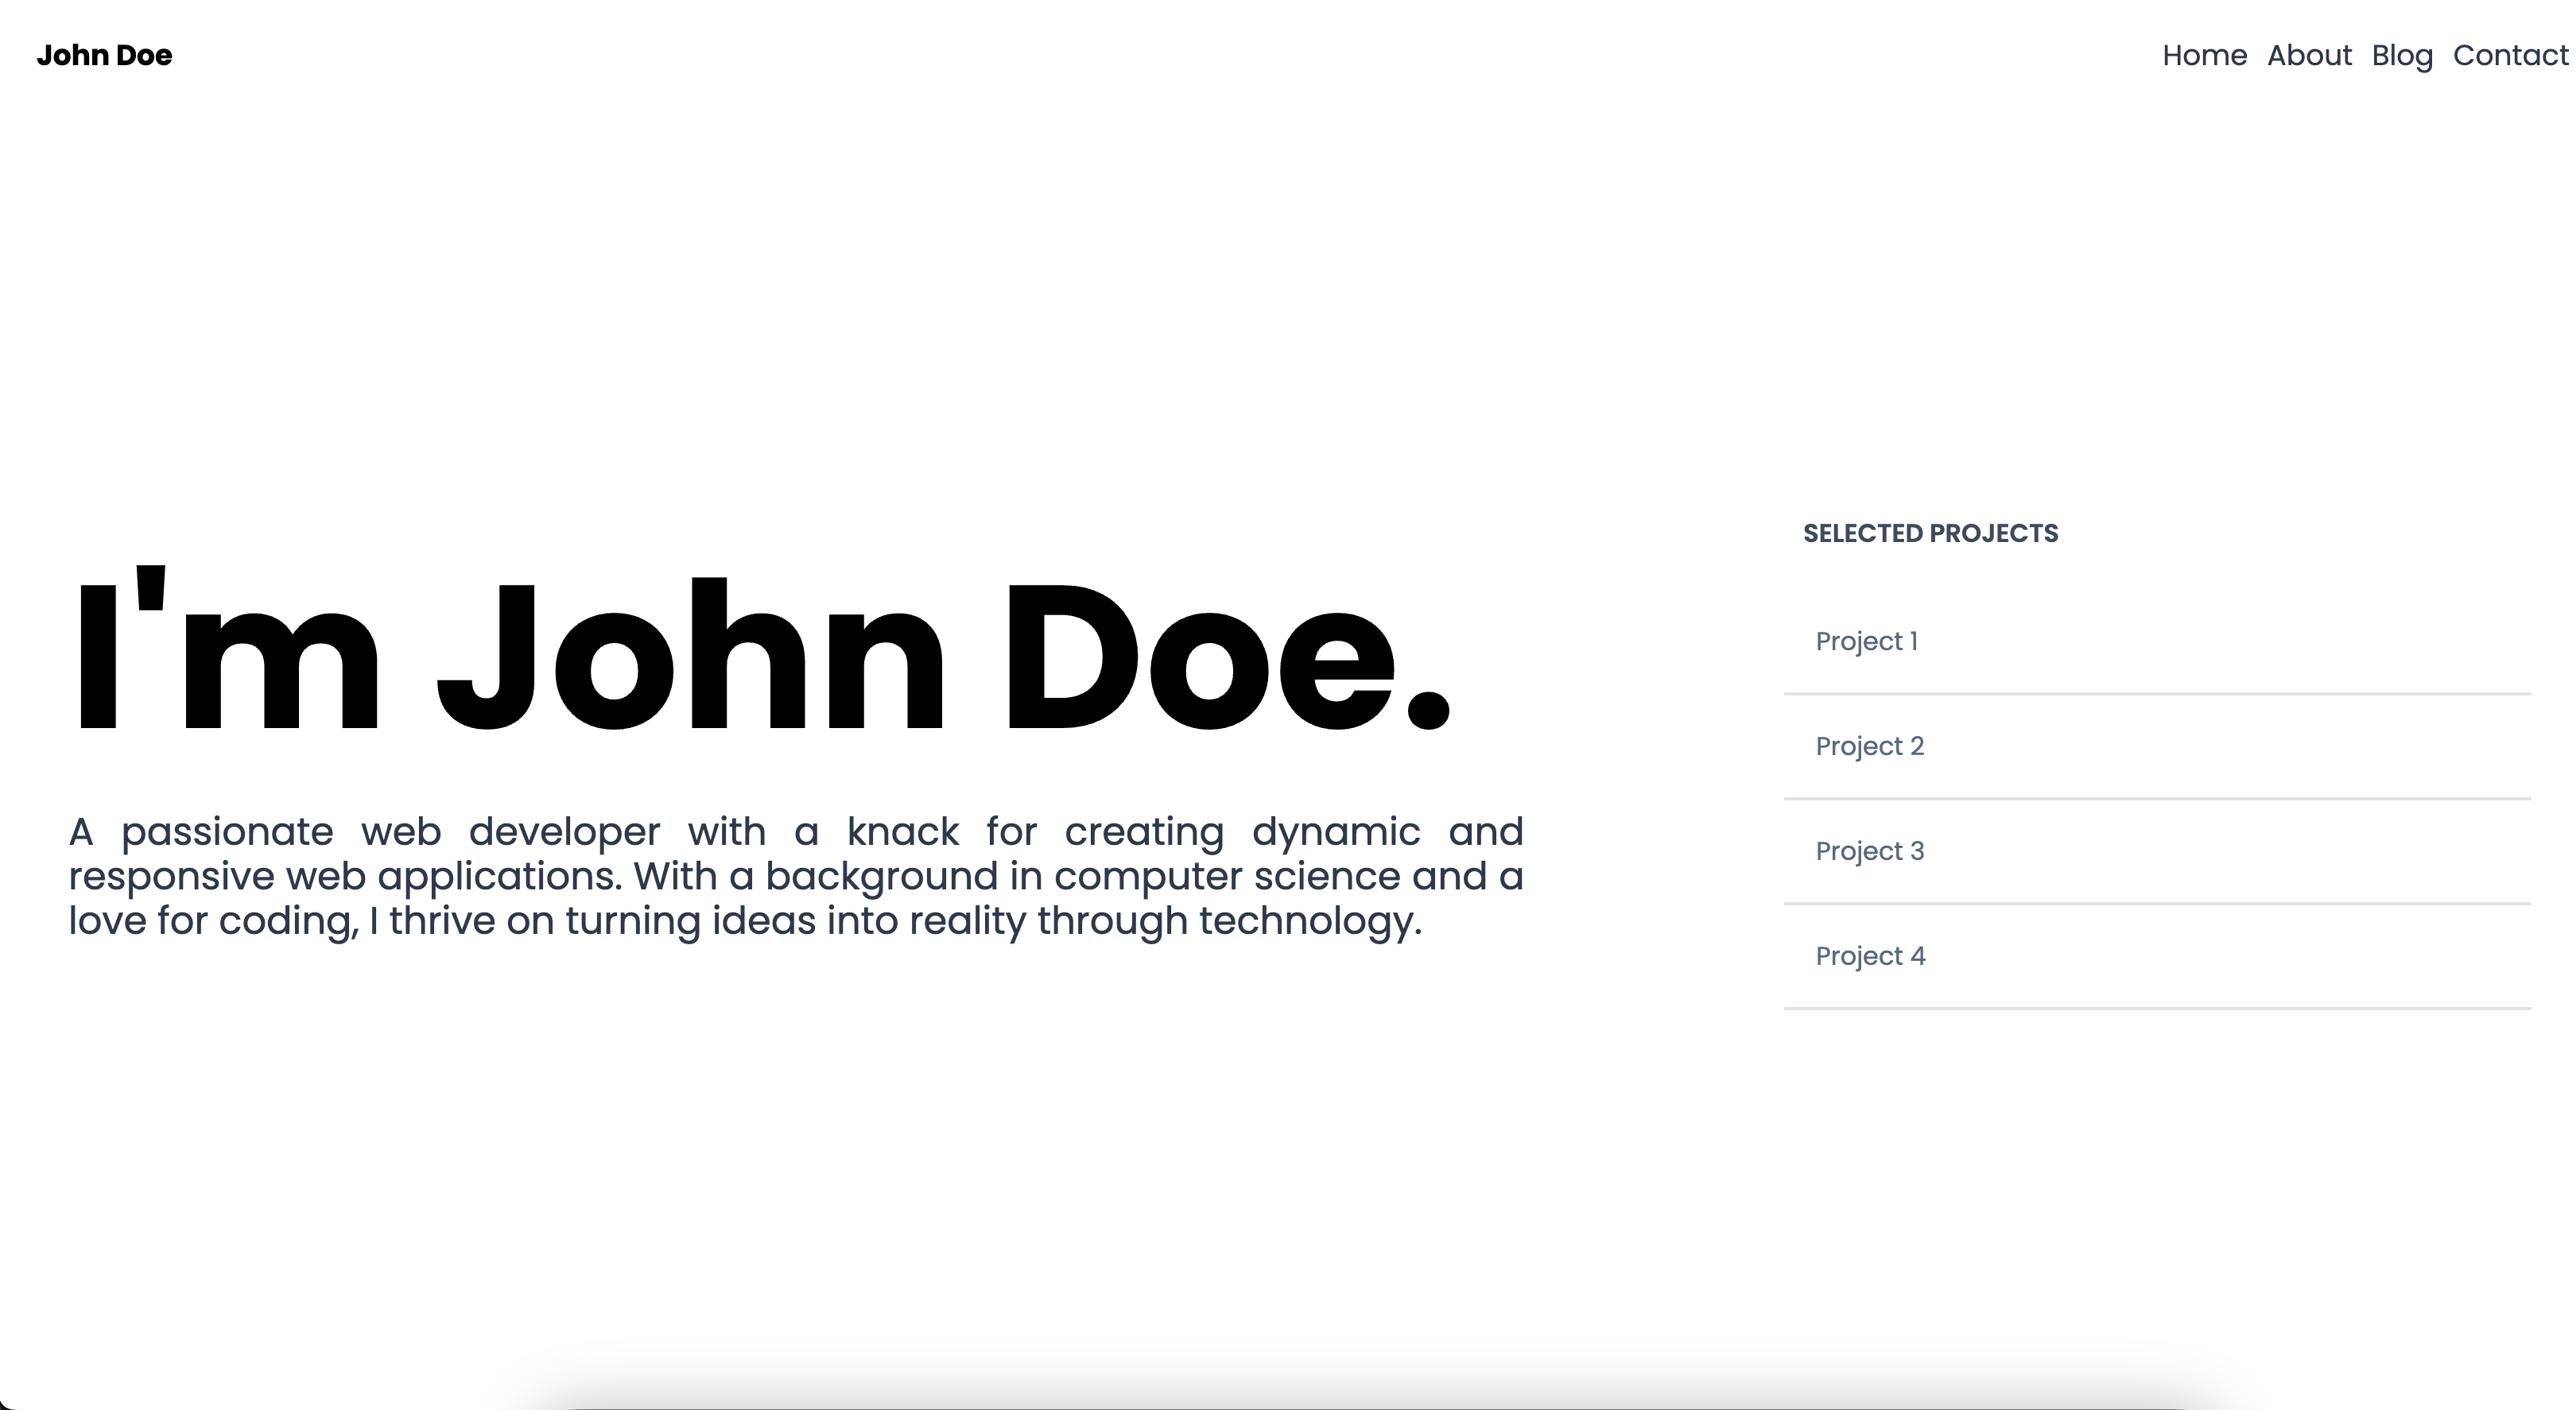 John Doe
Home About Blog Contact
I'm John Doe.
A passionate web developer with a knack for creating dynamic and
responsive web applications. With a background in computer science and a
love for coding, I thrive on turning ideas into reality through technology.
SELECTED PROJECTS
Project 1
Project 2
Project 3
Project 4